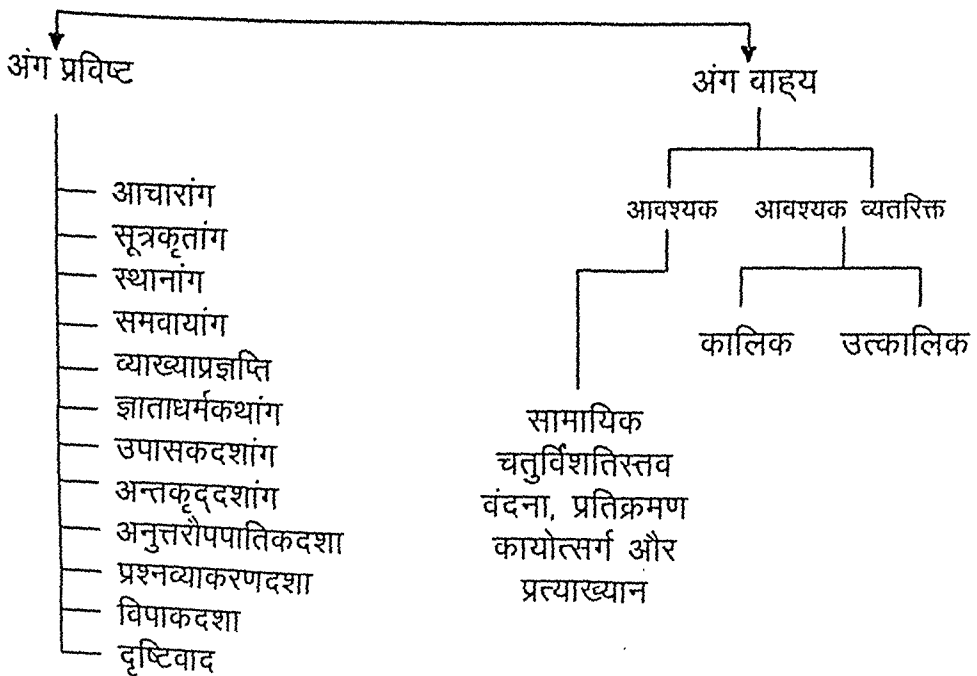 अंग प्रविष्ट
आचारांग
सूत्रकृतांग
स्थानांग
समवायांग
व्याख्याप्रज्ञप्ति
ज्ञाताधर्मकथांग
उपासकदशांग
अन्तकृद्दशांग
अनुत्तरौपपातिकदशा
प्रश्नव्याकरणदशा
विपाकदशा
दृष्टिवाद
अंग वाह्य
आवश्यक
आवश्यक व्यतरिक्त
कालिक
उत्कालिक
सामायिक
चतुर्विशतिस्तव
वंदना, प्रतिक्रमण
कायोत्सर्ग और
प्रत्याख्यान